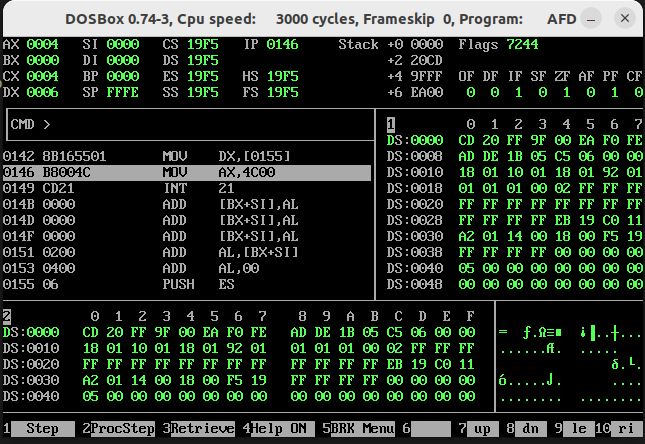 DOSBox 0.74-3, Cpu speed: 3000 cycles, Frameskip 0, Program: AFD
AX 0004 SI 0000 CS 19F5 IP 0146 Stack +0 0000 Flags 7244
BX 0000 DI 0000 DS 19F5 +2 20CD
CX 0004 BP 0000 ES 19F5 HS 19F5 +4 9FFF OF DF IF SF ZF AF PF CF
DX 0006 SP FFFE SS 19F5 FS 19F5 +6 EA00 0 0 1 0 1 0 1 0
CMD >
1 0 1 2 3 4 5 6 7
DS:0000 CD 20 FF 9F 00 EA F0 FE
0142 8B165501 MOV DX,[0155] DS:0008 AD DE 1B 05 C5 06 00 00
0146 B8004C MOV AX,4C00 DS:0010 18 01 10 01 18 01 92 01
0149 CD21 INT 21 DS:0018 01 01 01 00 02 FF FF FF
014B 0000 ADD [BX+SI],AL DS:0020 FF FF FF FF FF FF FF FF
014D 0000 ADD [BX+SI],AL DS:0028 FF FF FF FF EB 19 C0 11
014F 0000 ADD [BX+SI],AL DS:0030 A2 01 14 00 18 00 F5 19
0151 0200 ADD AL,[BX+SI] DS:0038 FF FF FF FF 00 00 00 00
0153 0400 ADD AL,00 DS:0040 05 00 00 00 00 00 00 00
0155 06 PUSH ES DS:0048 00 00 00 00 00 00 00 00
2 0 1 2 3 4 5 6 7 8 9 A B C D E F
DS:0000 CD 20 FF 9F 00 EA F0 FE AD DE 1B 05 C5 06 00 00
DS:0010 18 01 10 01 18 01 92 01 01 01 01 00 02 FF FF FF
DS:0020 FF FF FF FF FF FF FF FF FF FF FF FF EB 19 C0 11
DS:0030 A2 01 14 00 18 00 F5 19 FF FF FF FF 00 00 00 00
DS:0040 05 00 00 00 00 00 00 00 00 00 00 00 00 00 00 00
1 Step 2ProcStep 3Retrieve 4Help ON 5BRK Menu 6 7 up 8 dn 9 le 10 ri